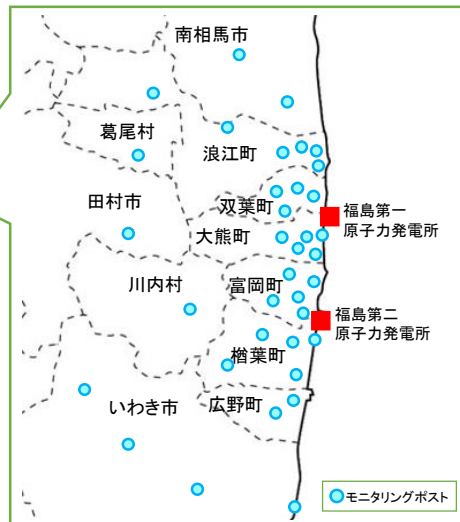 南相馬市
葛尾村
浪江町
田村市
双葉町
福島第一
原子力発電所
大熊町
川内村
富岡町
福島第二
原子力発電所
楢葉町
いわき市
広野町
モニタリングポスト